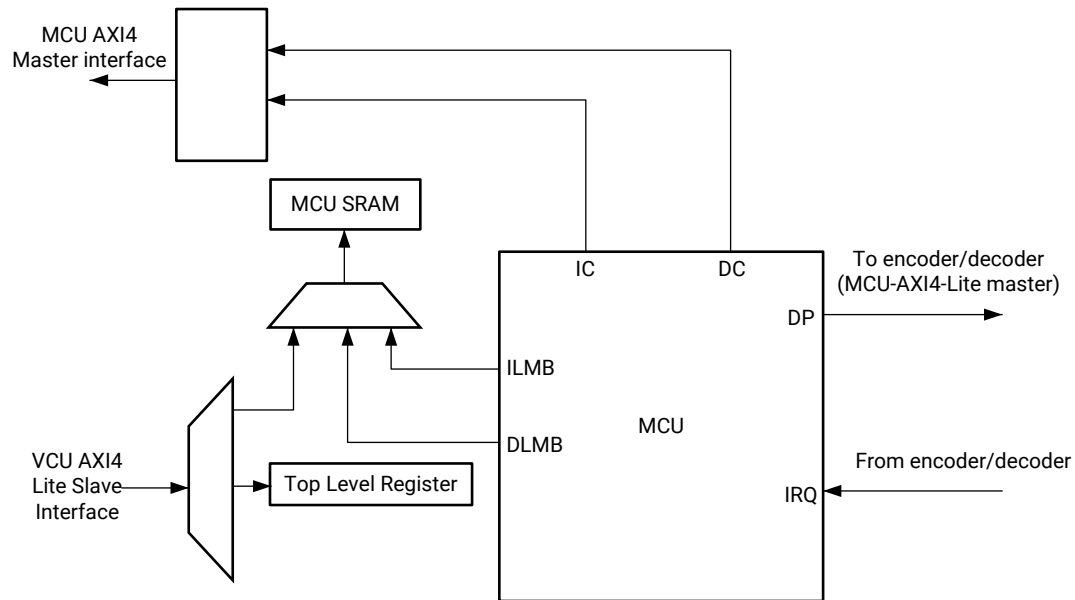 MCU AXI4
Master interface
MCU SRAM
IC
DC
To encoder/decoder
(MCU-AXI4-Lite master)
DP
ILMB
MCU
DLMB
VCU AXI4
Lite Slave
Interface
Top Level Register
From encoder/decoder
IRQ